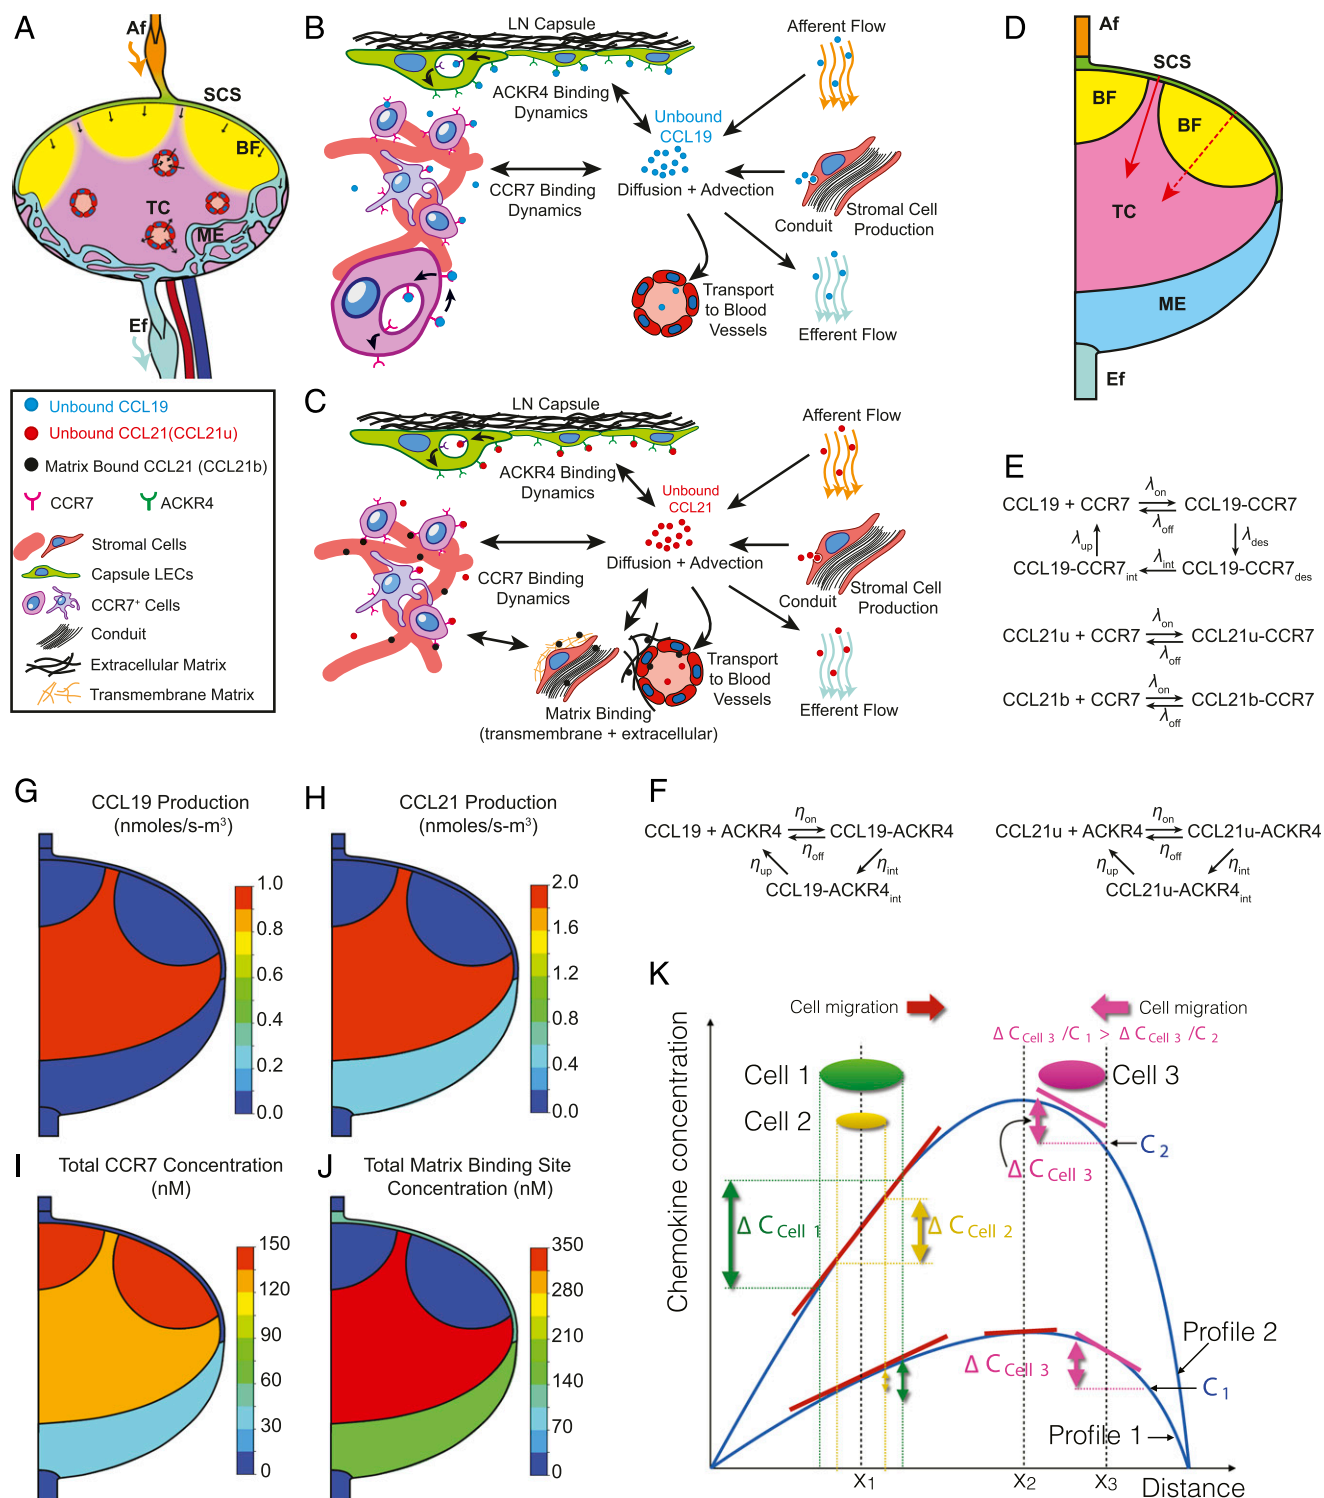 A
Af
SCS
BF
TC
ME
Ef
Unbound CCL19
Unbound CCL21(CCL21u)
Matrix Bound CCL21 (CCL21b)
CCR7
ACKR4
Stromal Cells
Capsule LECs
CCR7+ Cells
Conduit
Extracellular Matrix
Transmembrane Matrix
B
LN Capsule
Afferent Flow
ACKR4 Binding
Dynamics
Unbound
CCL19
CCR7 Binding
Dynamics
Diffusion + Advection
Conduit
Stromal Cell
Production
Transport
to Blood
Vessels
Efferent Flow
C
LN Capsule
Afferent Flow
ACKR4 Binding
Dynamics
Unbound
CCL21
Diffusion + Advection
CCR7 Binding
Dynamics
Conduit
Stromal Cell
Production
Transport
to Blood
Vessels
Matrix Binding
(transmembrane + extracellular)
Efferent Flow
D
Af
SCS
BF
BF
TC
ME
Ef
E
CCL19 + CCR7 λon λoff CCL19-CCR7
λup λdes
CCL19-CCR7int λint CCL19-CCR7des
CCL21u + CCR7 λon λoff CCL21u-CCR7
CCL21b + CCR7 λon λoff CCL21b-CCR7
F
CCL19 + ACKR4 ηon ηoff CCL19-ACKR4
ηup ηint
CCL19-ACKR4int
CCL21u + ACKR4 ηon ηoff CCL21u-ACKR4
ηup ηint
CCL21u-ACKR4int
G
CCL19 Production
(nmoles/s-m³)
1.0
0.8
0.6
0.4
0.2
0.0
H
CCL21 Production
(nmoles/s-m³)
2.0
1.6
1.2
0.8
0.4
0.0
I
Total CCR7 Concentration
(nM)
150
120
90
60
30
0
J
Total Matrix Binding Site
Concentration (nM)
350
280
210
140
70
0
K
Cell migration
Cell migration
Δ CCell 3 /C1 > Δ CCell 3 /C2
Cell 1
Cell 2
Cell 3
C2
Δ CCell 3
Δ CCell 1
Δ CCell 2
Chemokine concentration
Profile 2
Δ CCell 3
C1
Profile 1
X1
X2
X3
Distance